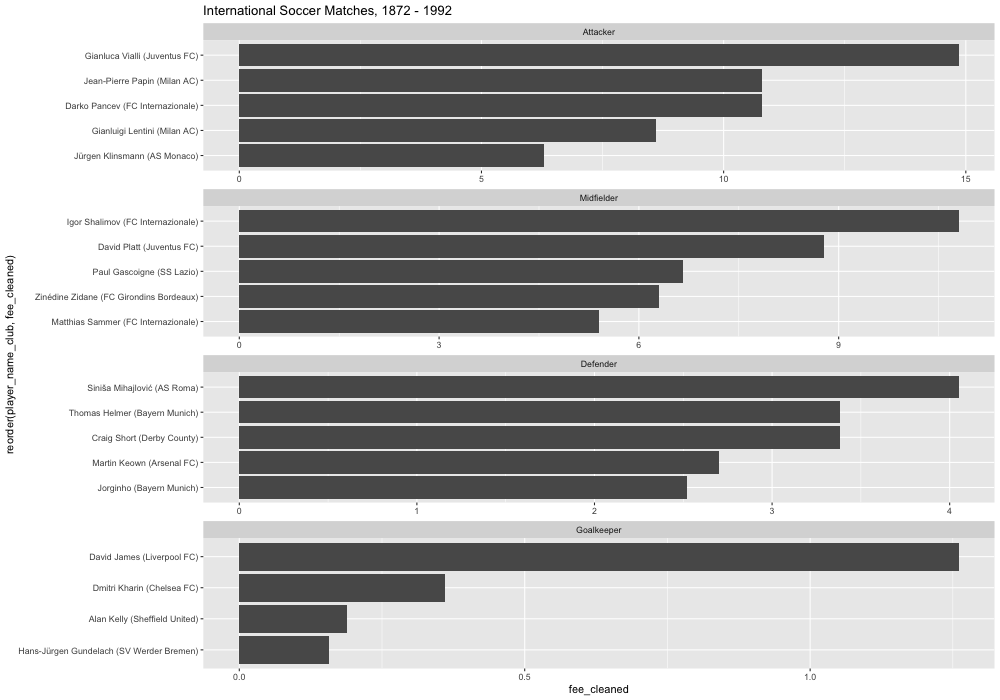 International Soccer Matches, 1872 - 1992
Attacker
Gianluca Vialli (Juventus FC)
Jean-Pierre Papin (Milan AC)
Darko Pancev (FC Internazionale)
Gianluigi Lentini (Milan AC)
Jürgen Klinsmann (AS Monaco)
0 5 10 15
Midfielder
Igor Shalimov (FC Internazionale)
David Platt (Juventus FC)
Paul Gascoigne (SS Lazio)
Zinédine Zidane (FC Girondins Bordeaux)
Matthias Sammer (FC Internazionale)
0 3 6 9
Defender
Siniša Mihajlović (AS Roma)
Thomas Helmer (Bayern Munich)
Craig Short (Derby County)
Martin Keown (Arsenal FC)
Jorginho (Bayern Munich)
0 1 2 3 4
Goalkeeper
David James (Liverpool FC)
Dmitri Kharin (Chelsea FC)
Alan Kelly (Sheffield United)
Hans-Jürgen Gundelach (SV Werder Bremen)
0.0 0.5 1.0
fee_cleaned
reorder(player_name_club, fee_cleaned)